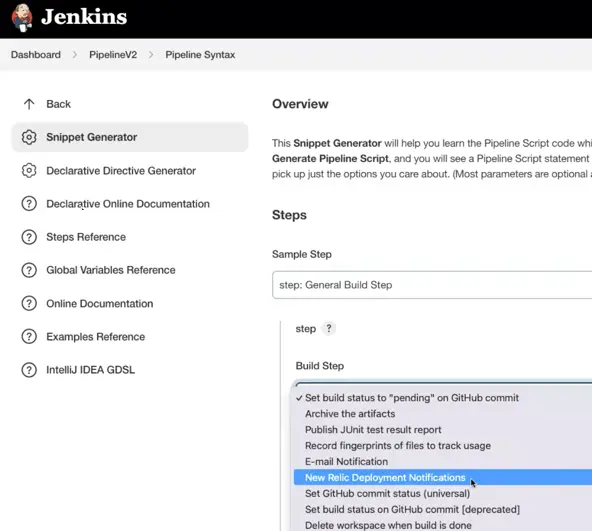 Jenkins
Dashboard > PipelineV2 > Pipeline Syntax
Back
Snippet Generator
Declarative Directive Generator
Declarative Online Documentation
Steps Reference
Global Variables Reference
Online Documentation
Examples Reference
IntelliJ IDEA GDSL
Overview
This Snippet Generator will help you learn the Pipeline Script code
Generate Pipeline Script, and you will see a Pipeline Script statement
pick up just the options you care about. (Most parameters are optional
Steps
Sample Step
step: General Build Step
step ?
Build Step
✓ Set build status to "pending" on GitHub commit
Archive the artifacts
Publish JUnit test result report
Record fingerprints of files to track usage
E-mail Notification
New Relic Deployment Notifications
Set GitHub commit status (universal)
Set build status on GitHub commit [deprecated]
Delete workspace when build is done